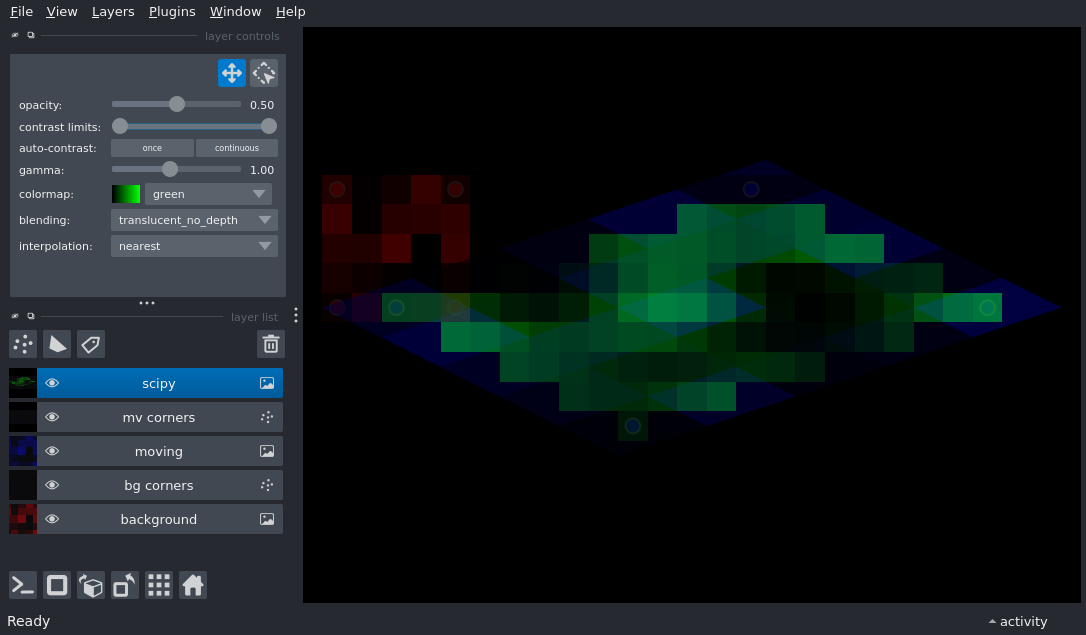 File View Layers Plugins Window Help
layer controls
opacity: 0.50
contrast limits:
auto-contrast: once continuous
gamma: 1.00
colormap: green
blending: translucent_no_depth
interpolation: nearest
layer list
scipy
mv corners
moving
bg corners
background
Ready activity